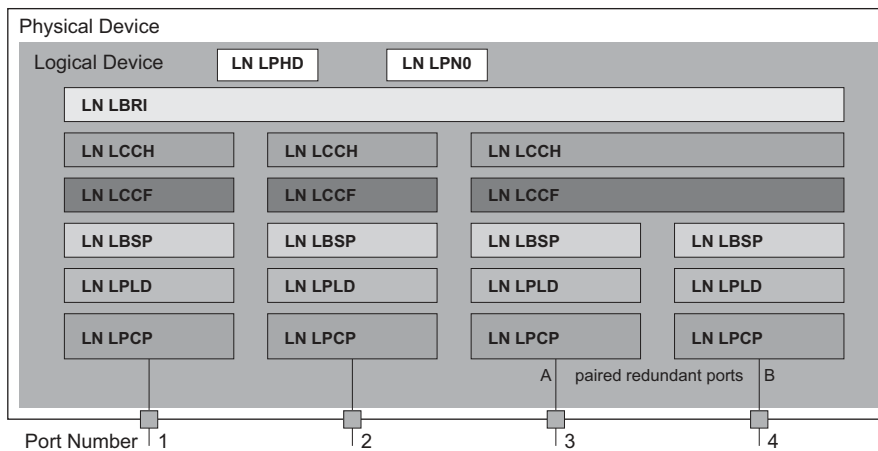 Physical Device
Logical Device LN LPHD LN LPN0
LN LBRI
LN LCCH LN LCCH LN LCCH
LN LCCF LN LCCF LN LCCF
LN LBSP LN LBSP LN LBSP LN LBSP
LN LPLD LN LPLD LN LPLD LN LPLD
LN LPCP LN LPCP LN LPCP LN LPCP
A paired redundant ports B
Port Number 1 2 3 4